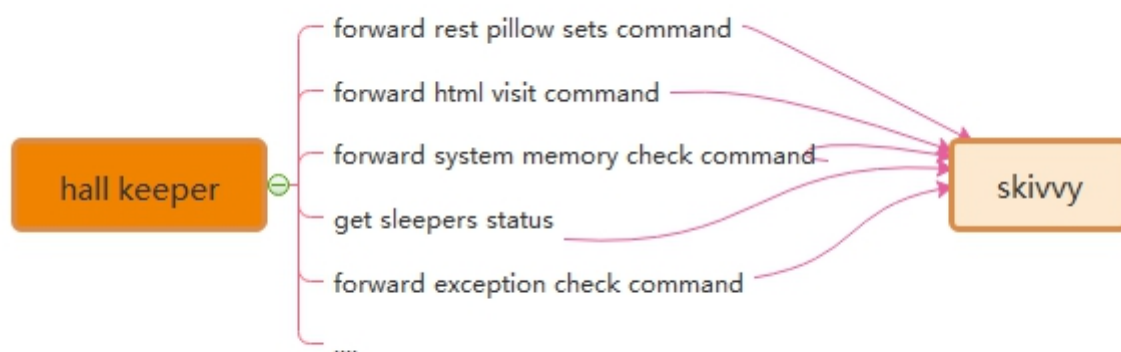 forward rest pillow sets command
forward html visit command
forward system memory check command
hall keeper
skivvy
get sleepers status
forward exception check command
....